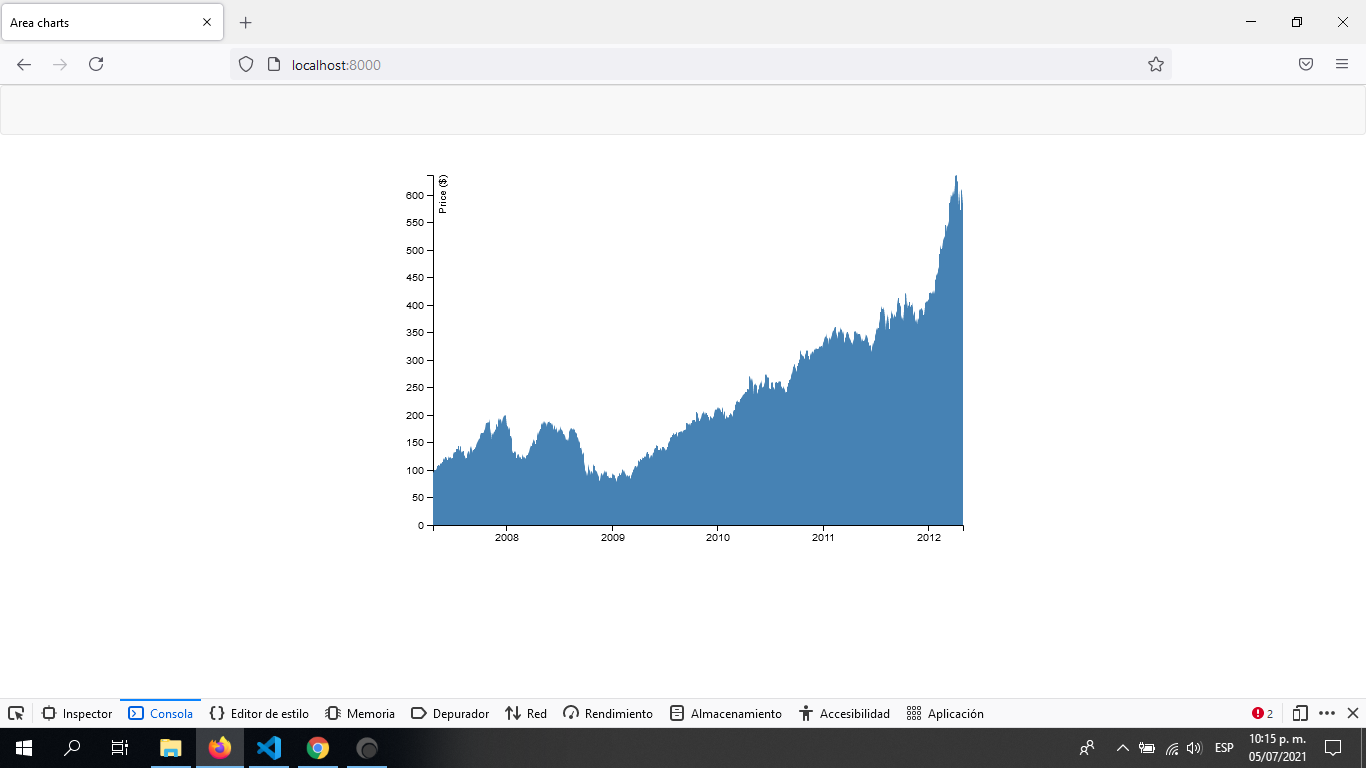 Area charts
localhost:8000
Price ($)
600
550
500
450
400
350
300
250
200
150
100
50
0
2008 2009 2010 2011 2012
Inspector Consola Editor de estilo Memoria Depurador Red Rendimiento Almacenamiento Accesibilidad Aplicación 2
ESP 10:15 p. m.
05/07/2021